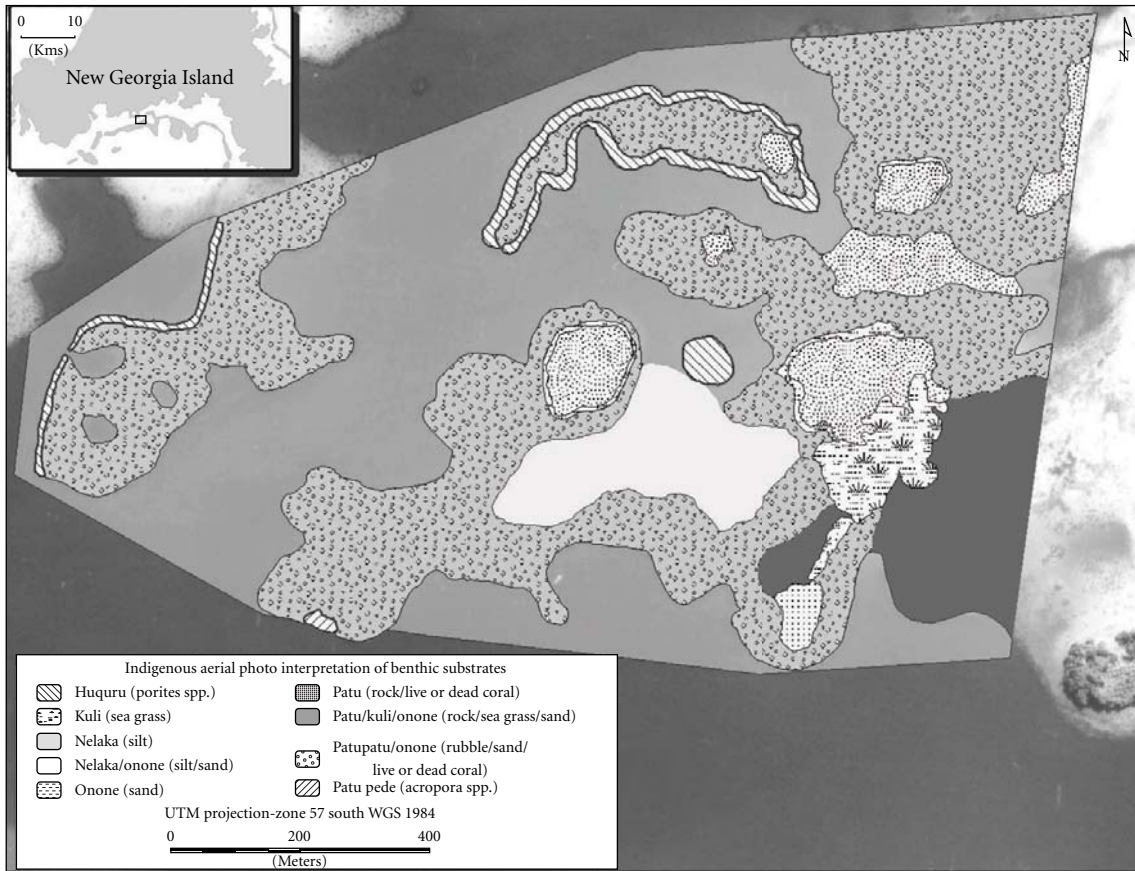 0 10
(Kms)
New Georgia Island
N
Indigenous aerial photo interpretation of benthic substrates
Huquru (porites spp.)
Kuli (sea grass)
Nelaka (silt)
Nelaka/onone (silt/sand)
Onone (sand)
Patu (rock/live or dead coral)
Patu/kuli/onone (rock/sea grass/sand)
Patupatu/onone (rubble/sand/
live or dead coral)
Patu pede (acropora spp.)
UTM projection-zone 57 south WGS 1984
0 200 400
(Meters)